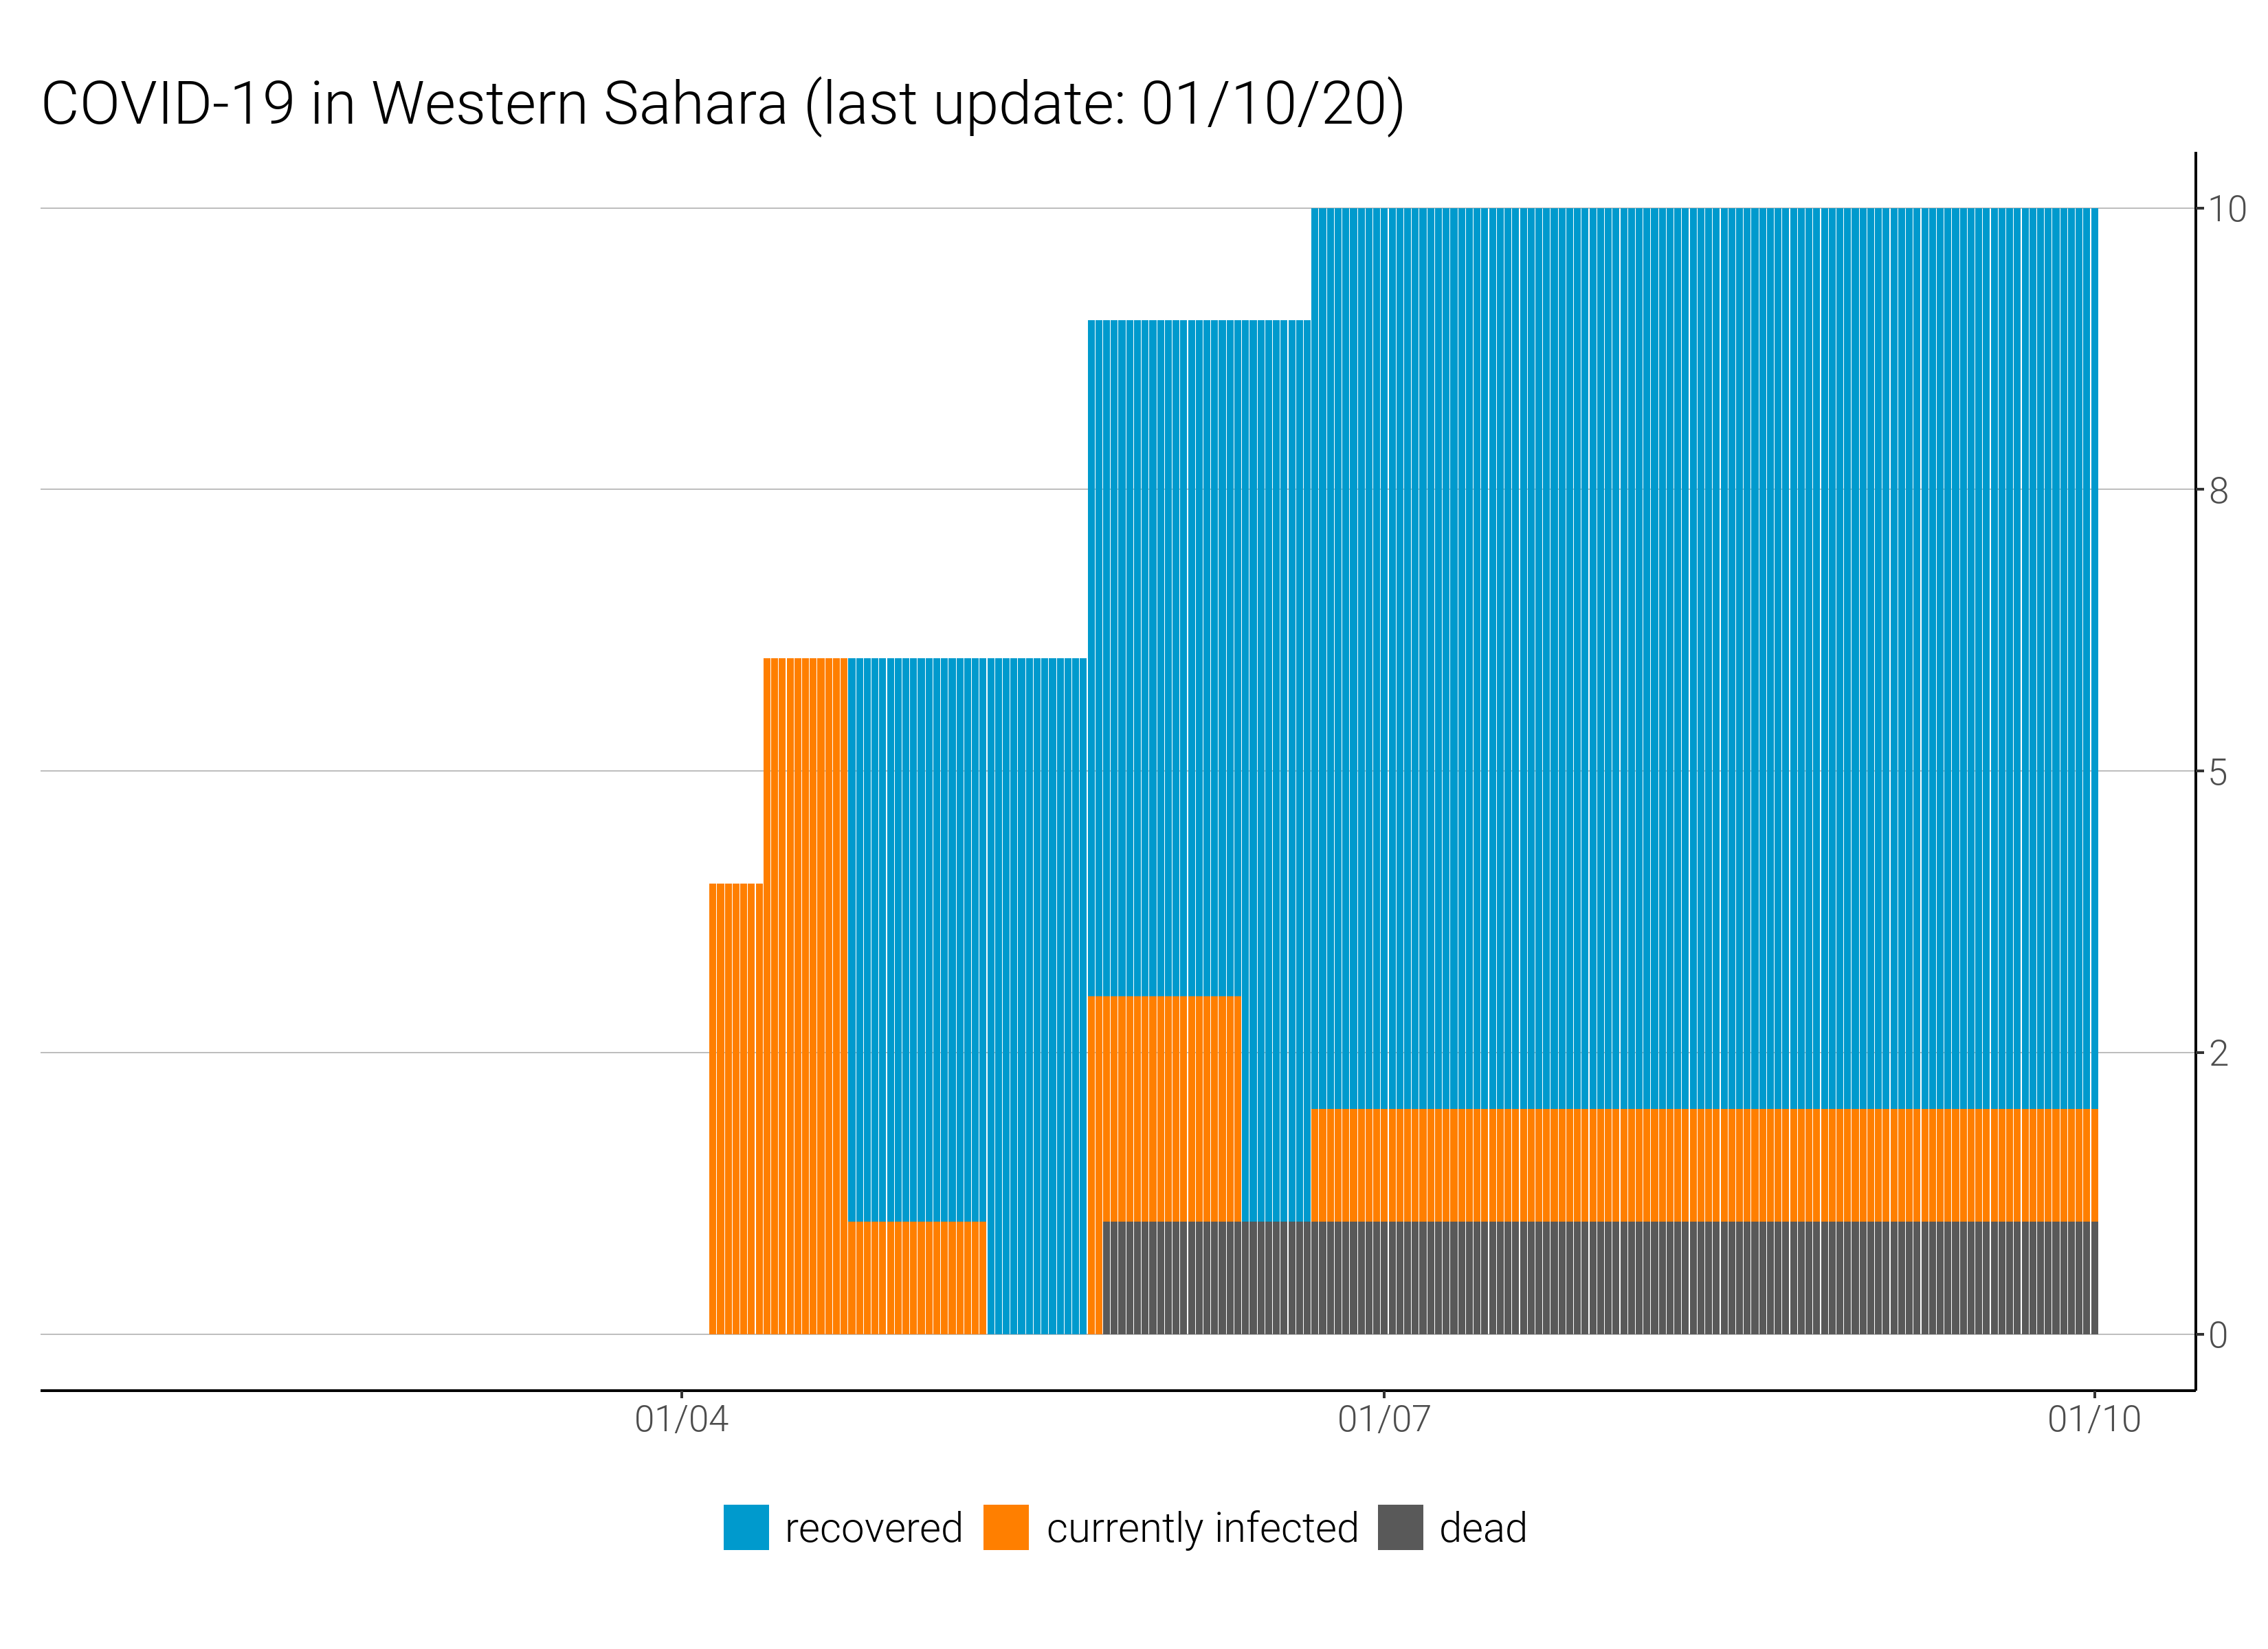 COVID-19 in Western Sahara (last update: 01/10/20)
10
8
5
2
0
01/04 01/07 01/10
recovered currently infected dead